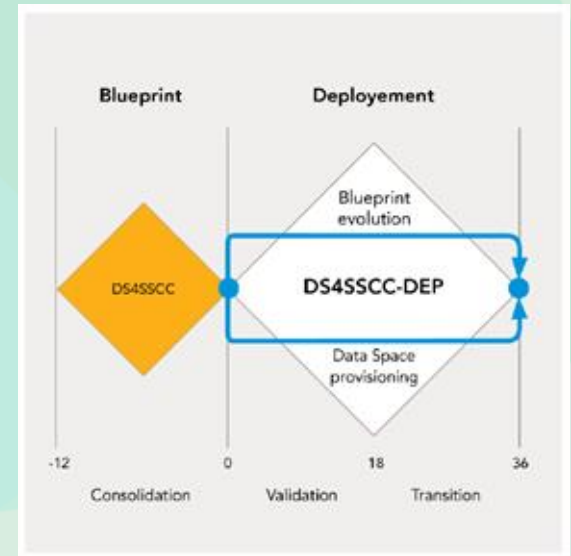 Blueprint Deployement
Blueprint
evolution
DS4SSCC DS4SSCC-DEP
Data Space
provisioning
-12 0 18 36
Consolidation Validation Transition